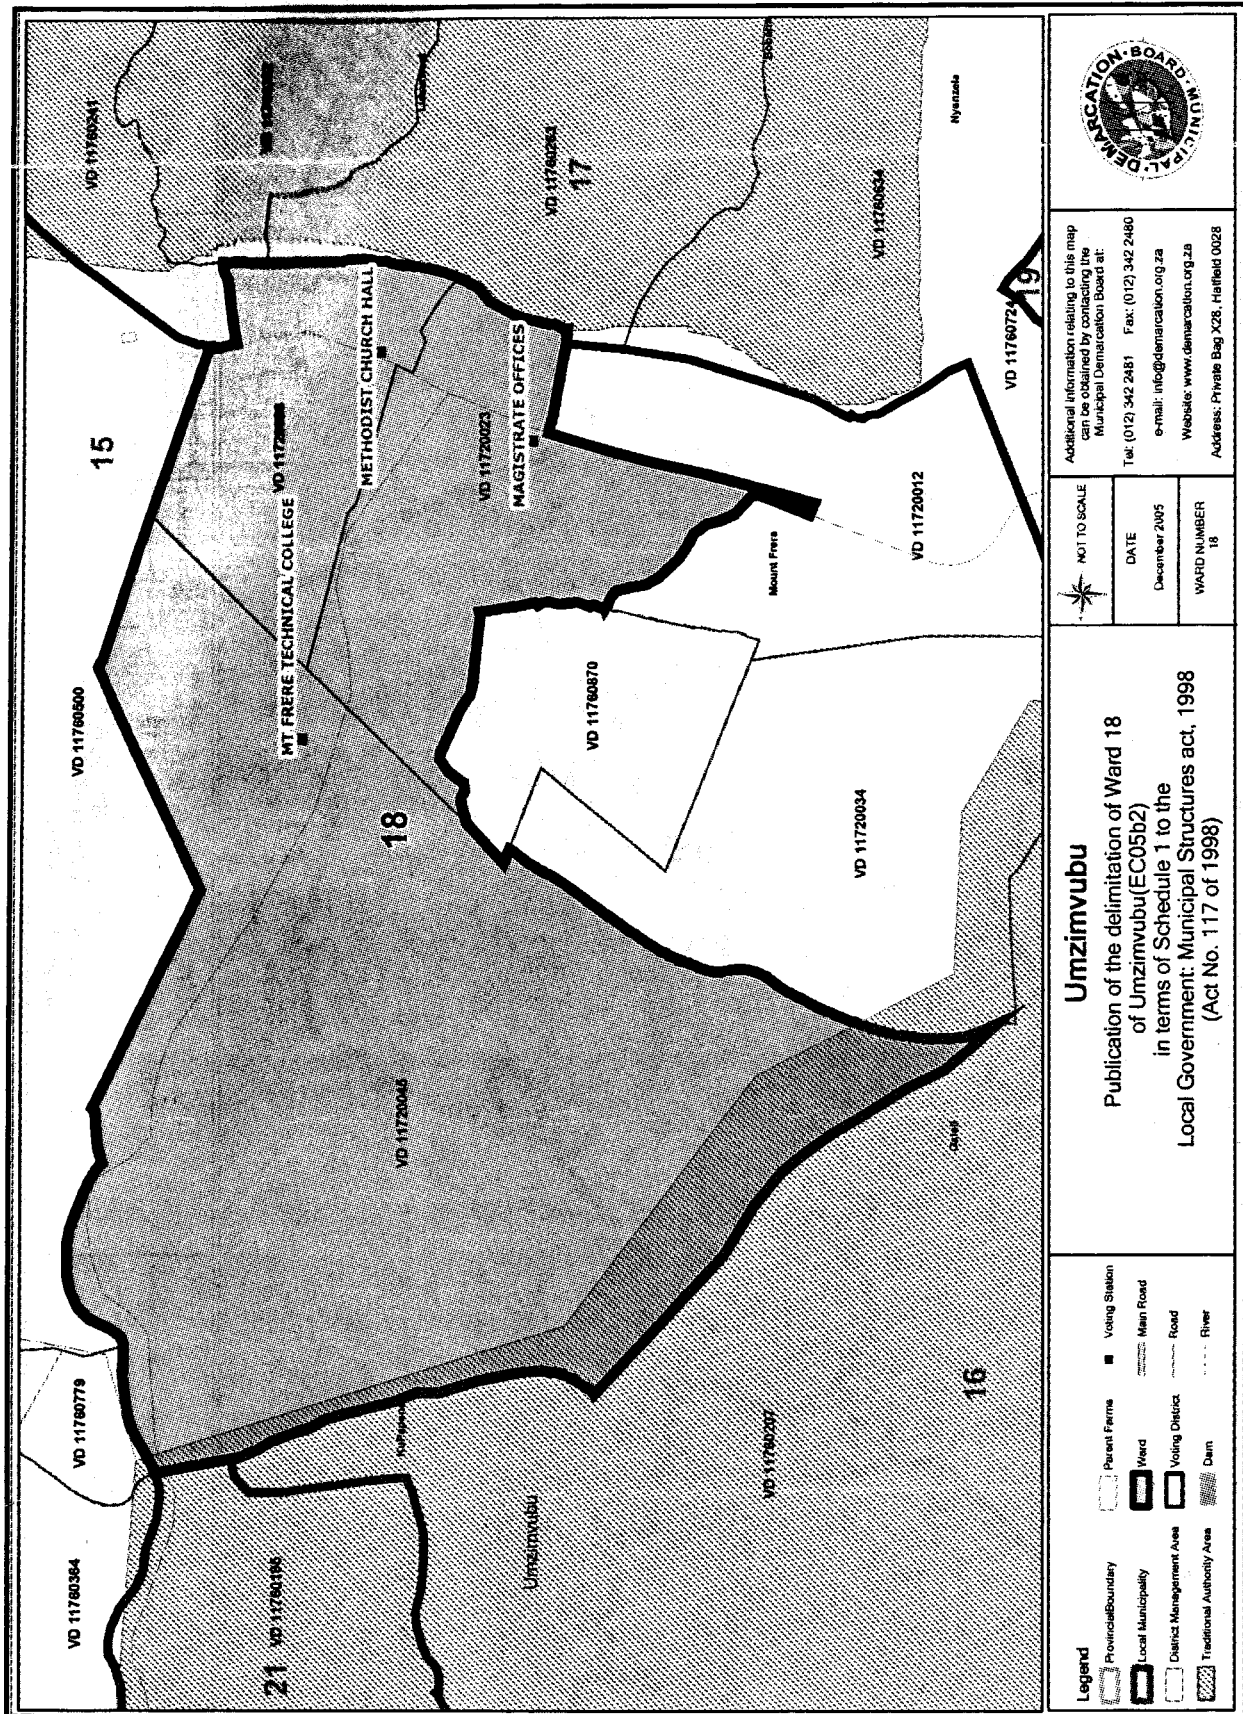 15
VD 11760241
VD 11760500
VD 11760263
17
Nyanzela
VD 11760634
19
VD 11760724
METHODIST CHURCH HALL
MT FRERE TECHNICAL COLLEGE
VD 11720023
MAGISTRATE OFFICES
VD 11720012
Mount Frere
VD 11760870
18
VD 11720034
VD 11720045
VD 11760779
VD 11760364
21
VD 11760195
Umzimvubu
VD 11760207
16
Legend
ProvincialBoundary
Local Municipality
District Management Area
Traditional Authority Area
Parent Farms
Ward
Voting District
Dam
Voting Station
Main Road
Road
River
Umzimvubu
Publication of the delimitation of Ward 18
of Umzimvubu(EC05b2)
in terms of Schedule 1 to the
Local Government: Municipal Structures act, 1998
(Act No. 117 of 1998)
NOT TO SCALE
DATE
December 2005
WARD NUMBER
18
Additional information relating to this map
can be obtained by contacting the
Municipal Demarcation Board at:
Tel: (012) 342 2481 Fax: (012) 342 2480
e-mail: info@demarcation.org.za
Website: www.demarcation.org.za
Address: Private Bag X28, Hatfield 0028
MUNICIPAL DEMARCATION BOARD